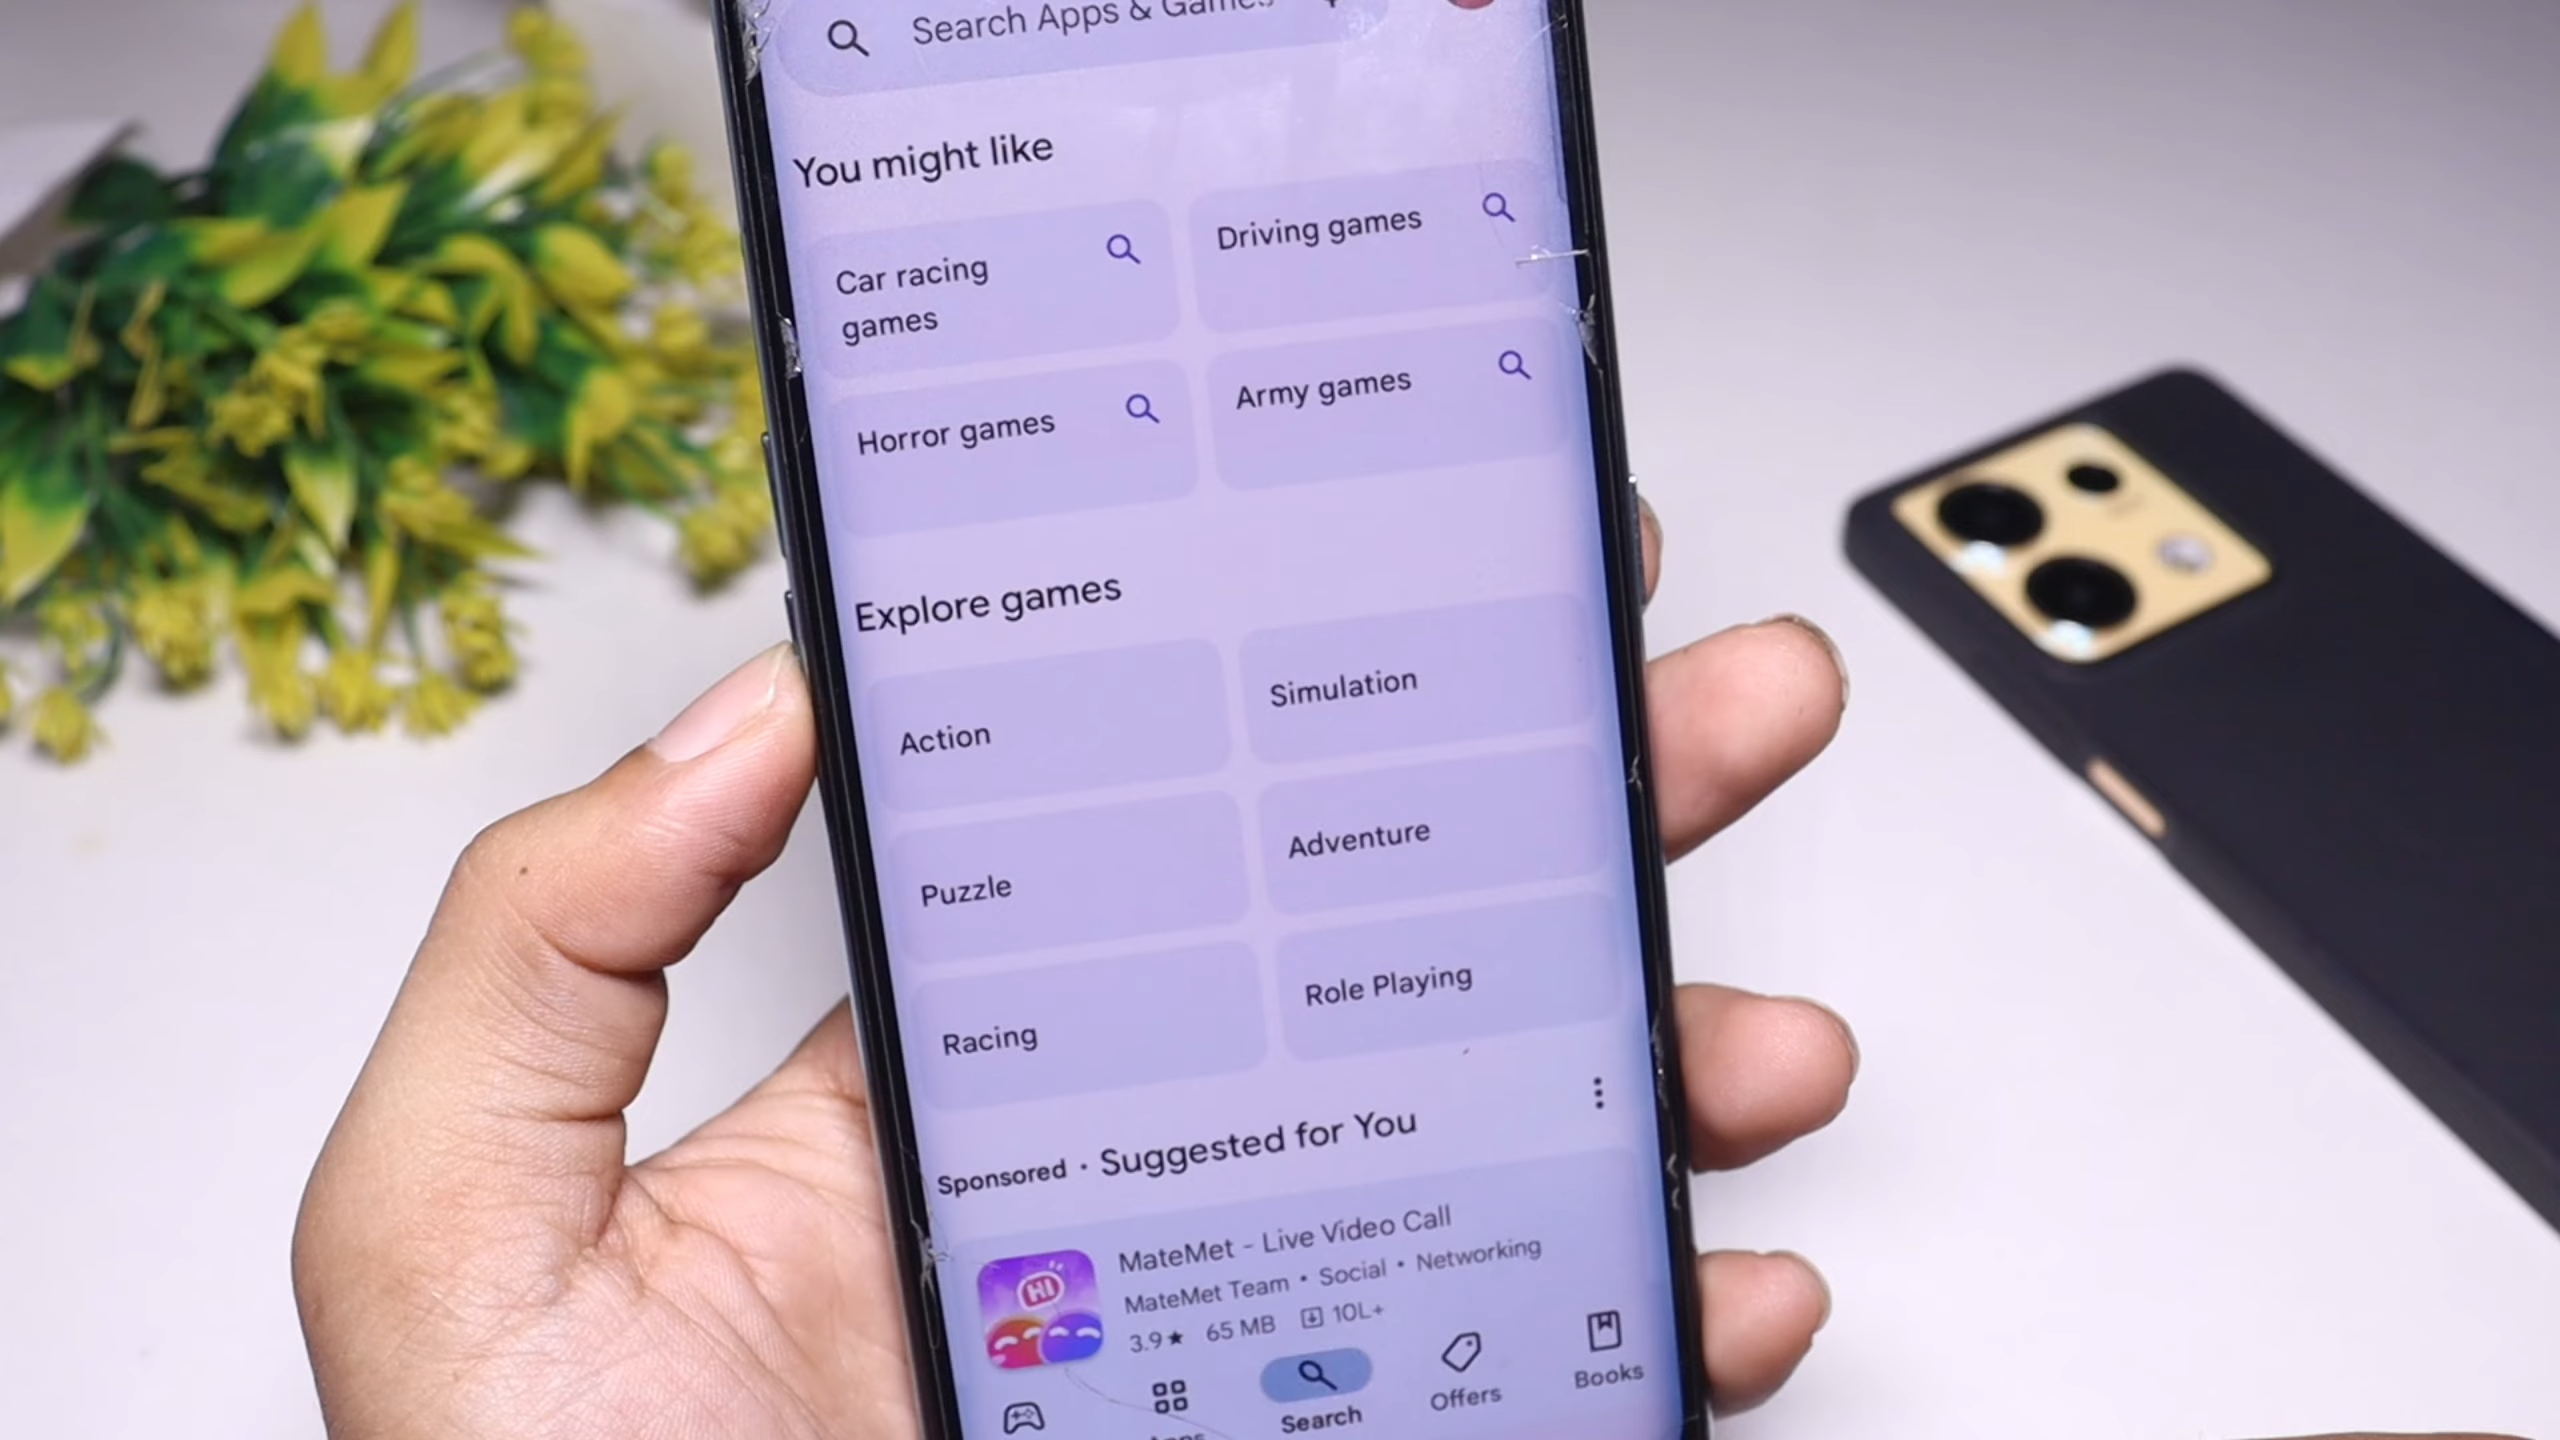 Search Apps & Games
You might like
Car racing
games
Driving games
Horror games
Army games
Explore games
Action
Simulation
Puzzle
Adventure
Racing
Role Playing
Sponsored • Suggested for You
HI
MateMet - Live Video Call
MateMet Team • Social • Networking
3.9★ 65 MB 10L+
Apps
Search
Offers
Books